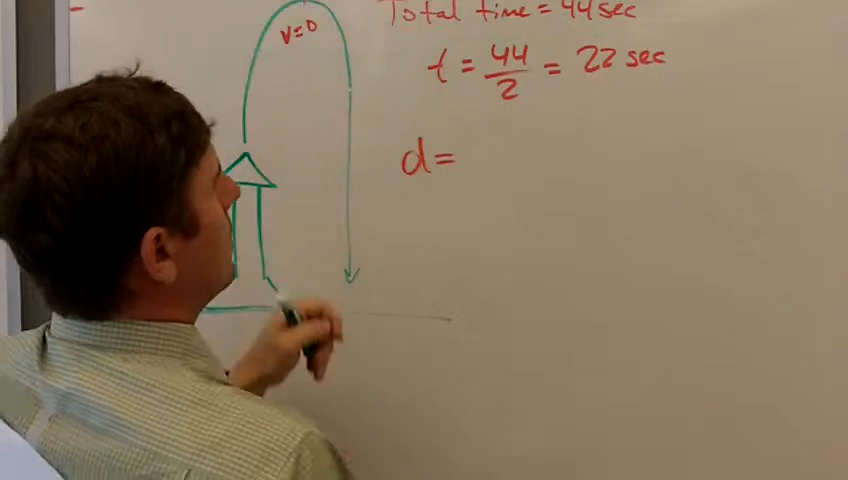 Total time = 44 sec
v=0
t = 44/2 = 22 sec
d=